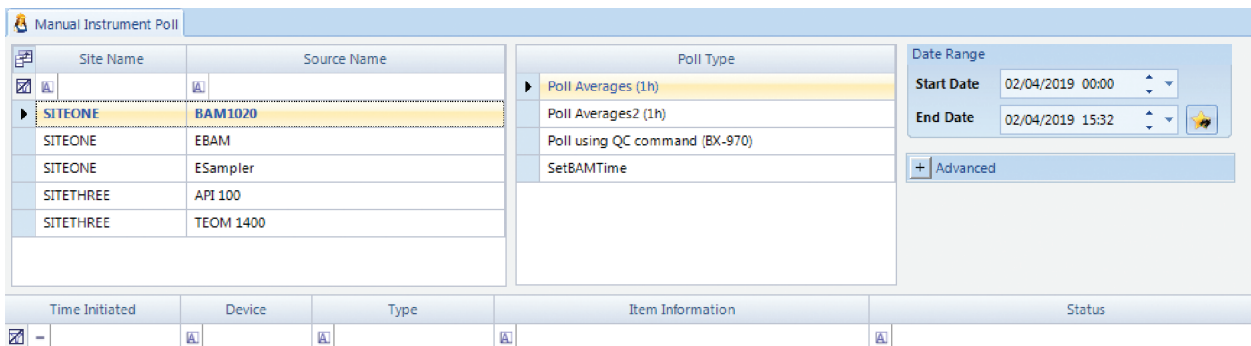 Manual Instrument Poll
Site Name Source Name
SITEONE BAM1020
SITEONE EBAM
SITEONE ESampler
SITETHREE API 100
SITETHREE TEOM 1400
Poll Type
Poll Averages (1h)
Poll Averages2 (1h)
Poll using QC command (BX-970)
SetBAMTime
Date Range
Start Date 02/04/2019 00:00
End Date 02/04/2019 15:32
+ Advanced
Time Initiated Device Type Item Information Status